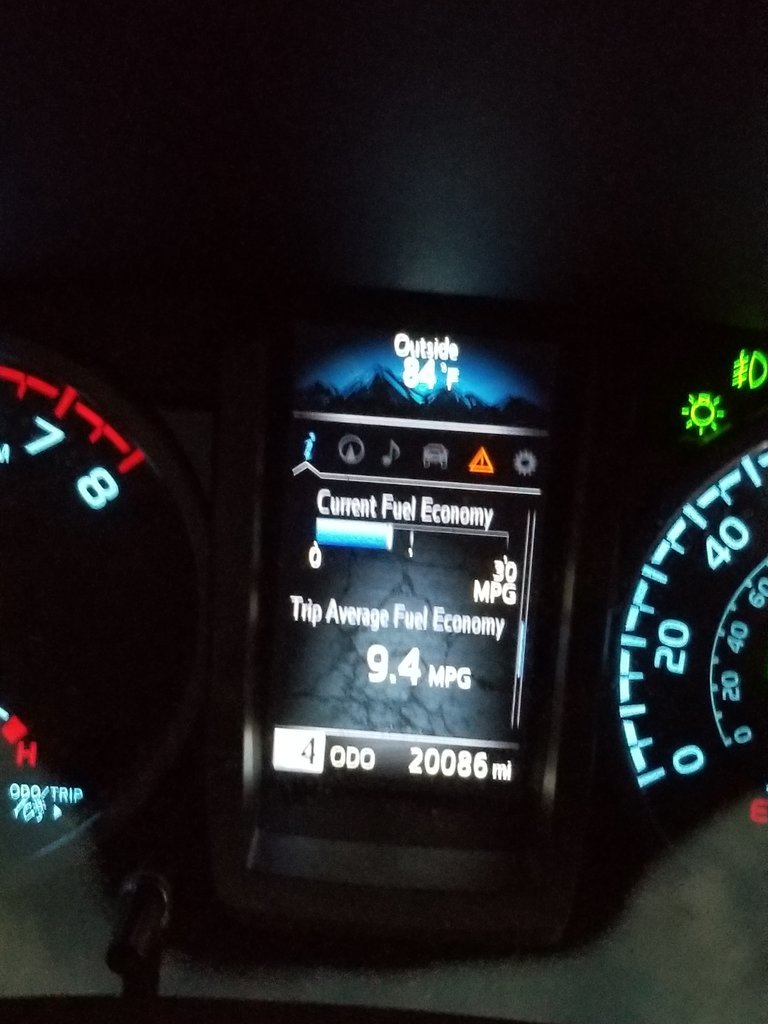 Outside
84°F
7
8
M
Current Fuel Economy
0
30
MPG
Trip Average Fuel Economy
9.4 MPG
4 ODO 20086 mi
H
ODO/TRIP
40
20
0
60
40
20
0
E